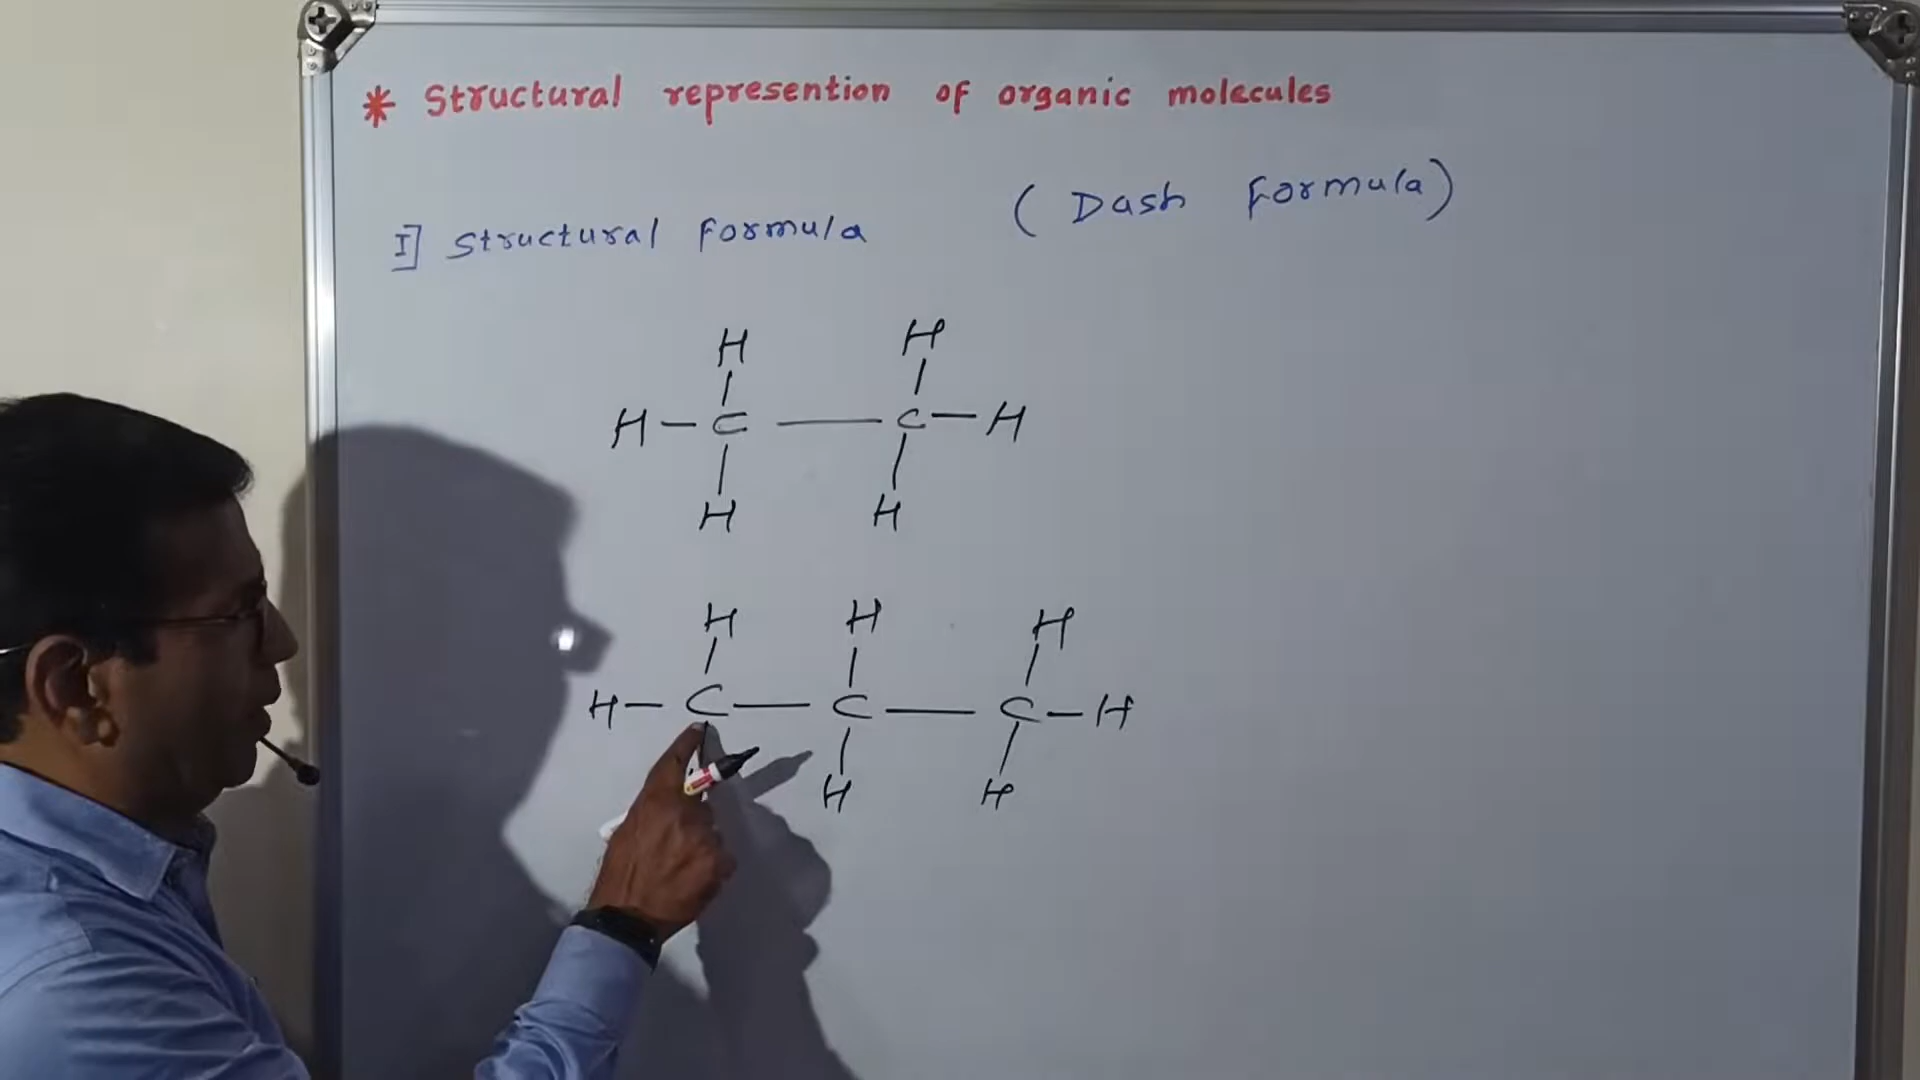 * Structural represention of organic molecules
I] Structural formula (Dash formula)
H H
H – C — C – H
H H
H H H
H – C — C — C – H
H H